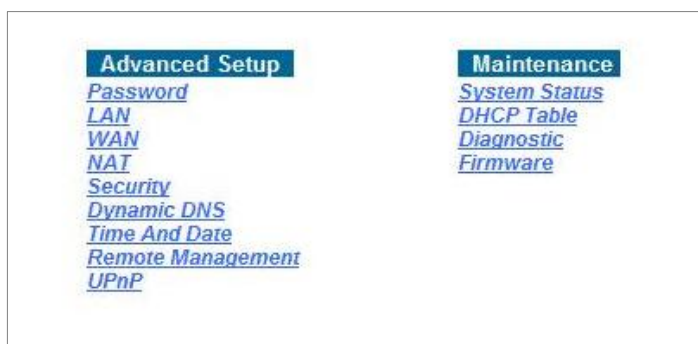 Advanced Setup
Password
LAN
WAN
NAT
Security
Dynamic DNS
Time And Date
Remote Management
UPnP
Maintenance
System Status
DHCP Table
Diagnostic
Firmware